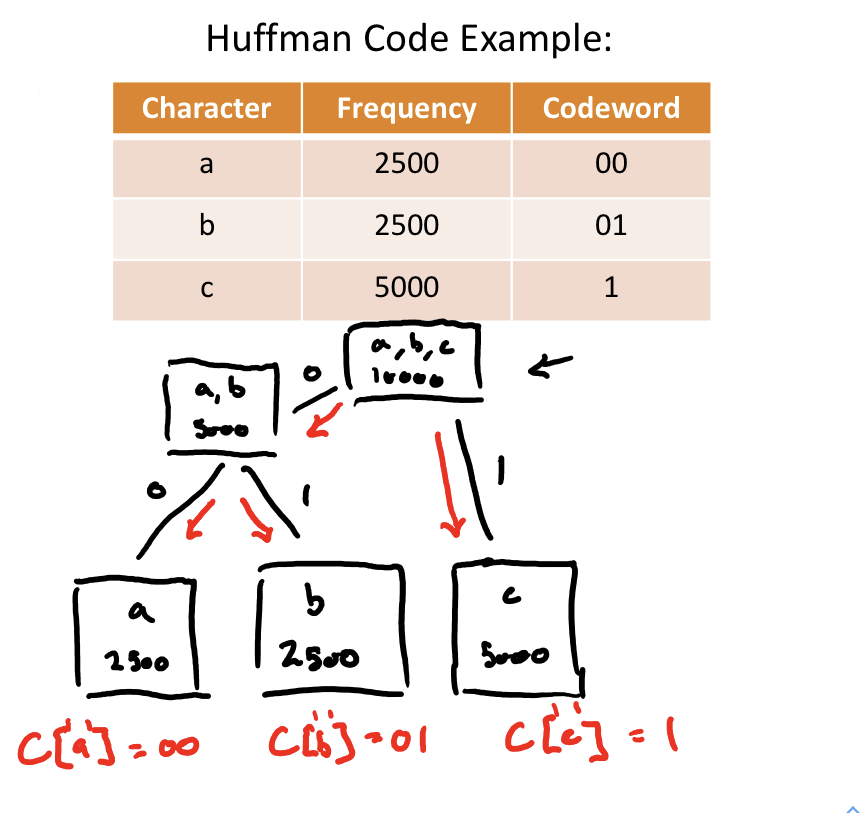 Huffman Code Example:
Character Frequency Codeword
a 2500 00
b 2500 01
c 5000 1
a, b, c
10000
0
a, b
5000
0 1 1
a b c
2500 2500 5000
C['a'] = 00 C['b'] = 01 C['c'] = 1